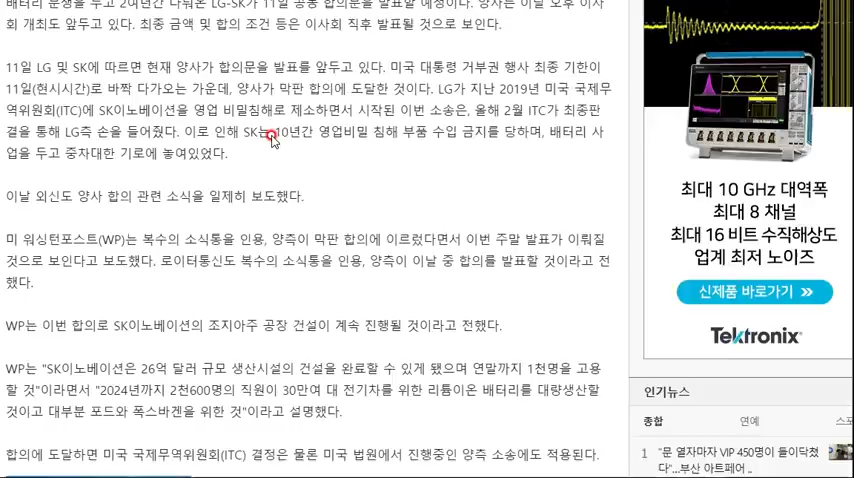 배터리 분쟁을 두고 2여년간 다퉈온 LG-SK가 11일 공동 합의문을 발표할 예정이다. 양사는 이날 오후 이사
회 개최도 앞두고 있다. 최종 금액 및 합의 조건 등은 이사회 직후 발표될 것으로 보인다.
11일 LG 및 SK에 따르면 현재 양사가 합의문을 발표를 앞두고 있다. 미국 대통령 거부권 행사 최종 기한이
11일(현시시간)로 바짝 다가오는 가운데, 양사가 막판 합의에 도달한 것이다. LG가 지난 2019년 미국 국제무
역위원회(ITC)에 SK이노베이션을 영업 비밀침해로 제소하면서 시작된 이번 소송은, 올해 2월 ITC가 최종판
결을 통해 LG측 손을 들어줬다. 이로 인해 SK는 10년간 영업비밀 침해 부품 수입 금지를 당하며, 배터리 사
업을 두고 중차대한 기로에 놓여있었다.
이날 외신도 양사 합의 관련 소식을 일제히 보도했다.
미 워싱턴포스트(WP)는 복수의 소식통을 인용, 양측이 막판 합의에 이르렀다면서 이번 주말 발표가 이뤄질
것으로 보인다고 보도했다. 로이터통신도 복수의 소식통을 인용, 양측이 이날 중 합의를 발표할 것이라고 전
했다.
WP는 이번 합의로 SK이노베이션의 조지아주 공장 건설이 계속 진행될 것이라고 전했다.
WP는 "SK이노베이션은 26억 달러 규모 생산시설의 건설을 완료할 수 있게 됐으며 연말까지 1천명을 고용
할 것"이라면서 "2024년까지 2천600명의 직원이 30만여 대 전기차를 위한 리튬이온 배터리를 대량생산할
것이고 대부분 포드와 폭스바겐을 위한 것"이라고 설명했다.
합의에 도달하면 미국 국제무역위원회(ITC) 결정은 물론 미국 법원에서 진행중인 양측 소송에도 적용된다.
최대 10 GHz 대역폭
최대 8 채널
최대 16 비트 수직해상도
업계 최저 노이즈
신제품 바로가기 »
Tektronix
인기뉴스
종합 연예 스포
1 "문 열자마자 VIP 450명이 들이닥쳤
다"...부산 아트페어 ..